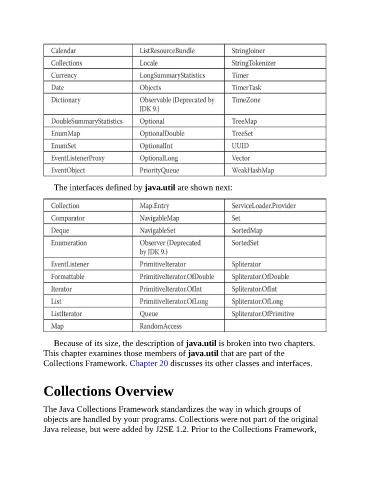 Calendar ListResourceBundle StringJoiner
Collections Locale StringTokenizer
Currency LongSummaryStatistics Timer
Date Objects TimerTask
Dictionary Observable (Deprecated by TimeZone
JDK 9.)
DoubleSummaryStatistics Optional TreeMap
EnumMap OptionalDouble TreeSet
EnumSet OptionalInt UUID
EventListenerProxy OptionalLong Vector
EventObject PriorityQueue WeakHashMap
The interfaces defined by java.util are shown next:
Collection Map.Entry ServiceLoader.Provider
Comparator NavigableMap Set
Deque NavigableSet SortedMap
Enumeration Observer (Deprecated SortedSet
by JDK 9.)
EventListener PrimitiveIterator Spliterator
Formattable PrimitiveIterator.OfDouble Spliterator.OfDouble
Iterator PrimitiveIterator.OfInt Spliterator.OfInt
List PrimitiveIterator.OfLong Spliterator.OfLong
ListIterator Queue Spliterator.OfPrimitive
Map RandomAccess
Because of its size, the description of java.util is broken into two chapters.
This chapter examines those members of java.util that are part of the
Collections Framework. Chapter 20 discusses its other classes and interfaces.
Collections Overview
The Java Collections Framework standardizes the way in which groups of
objects are handled by your programs. Collections were not part of the original
Java release, but were added by J2SE 1.2. Prior to the Collections Framework,